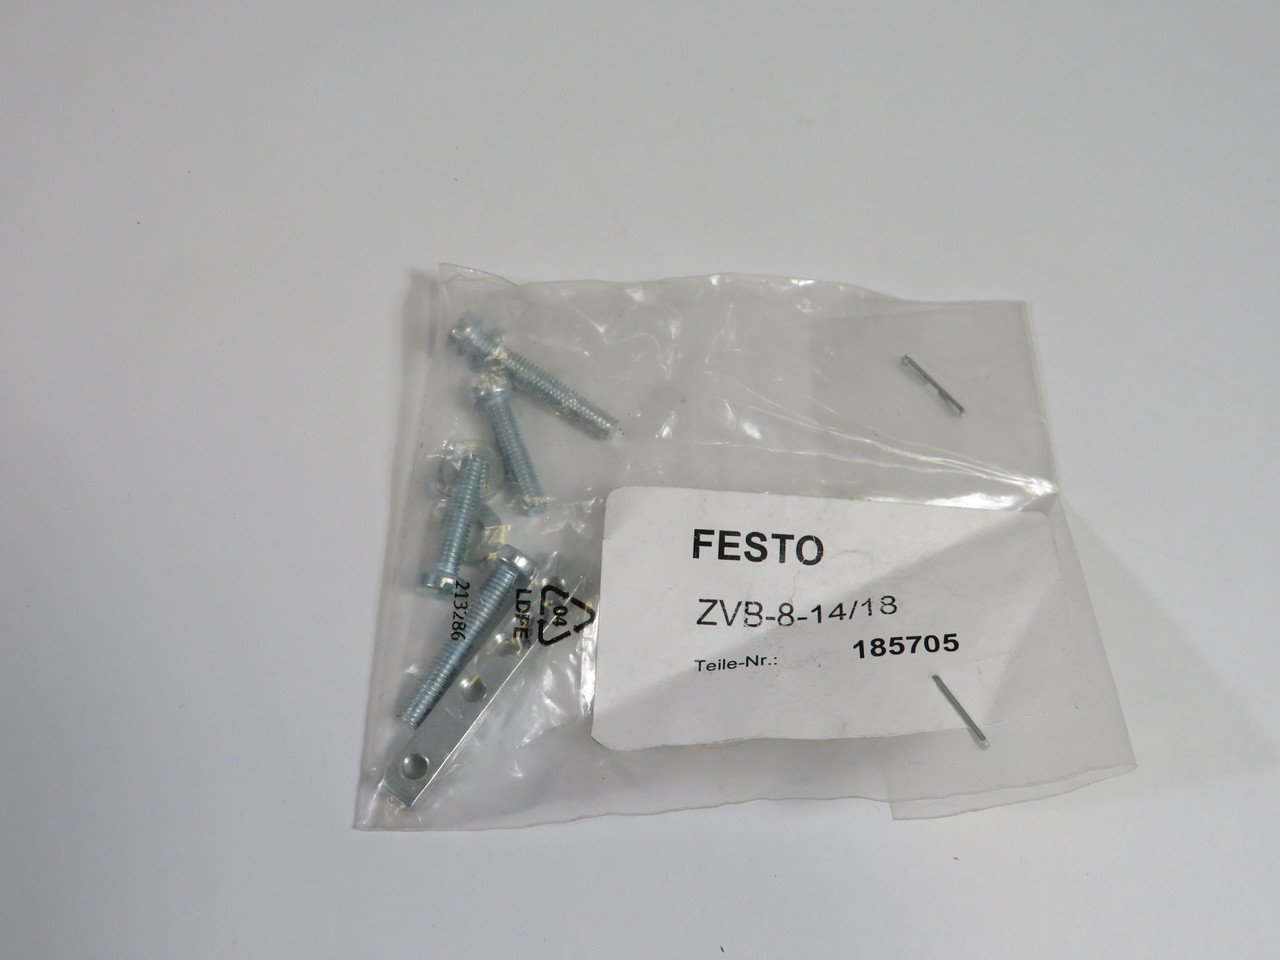 FESTO
ZVB-8-14/18
Teile-Nr.: 185705
213286
LDPE
04